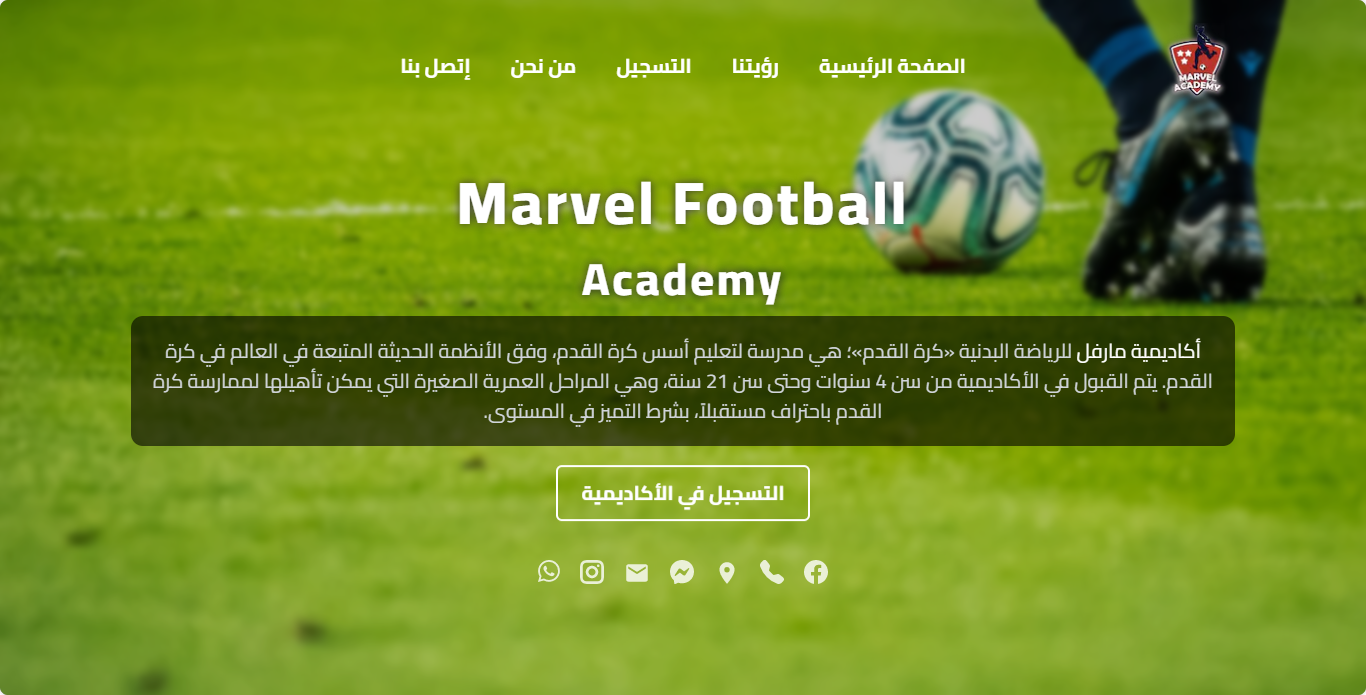 MARVEL
ACADEMY
الصفحة الرئيسية
رؤيتنا
التسجيل
من نحن
إتصل بنا
Marvel Football
Academy
أكاديمية مارفل للرياضة البدنية «كرة القدم»؛ هي مدرسة لتعليم أسس كرة القدم، وفق الأنظمة الحديثة المتبعة في العالم في كرة
القدم. يتم القبول في الأكاديمية من سن 4 سنوات وحتى سن 21 سنة، وهي المراحل العمرية الصغيرة التي يمكن تأهيلها لممارسة كرة
القدم باحتراف مستقبلاً، بشرط التميز في المستوى.
التسجيل في الأكاديمية